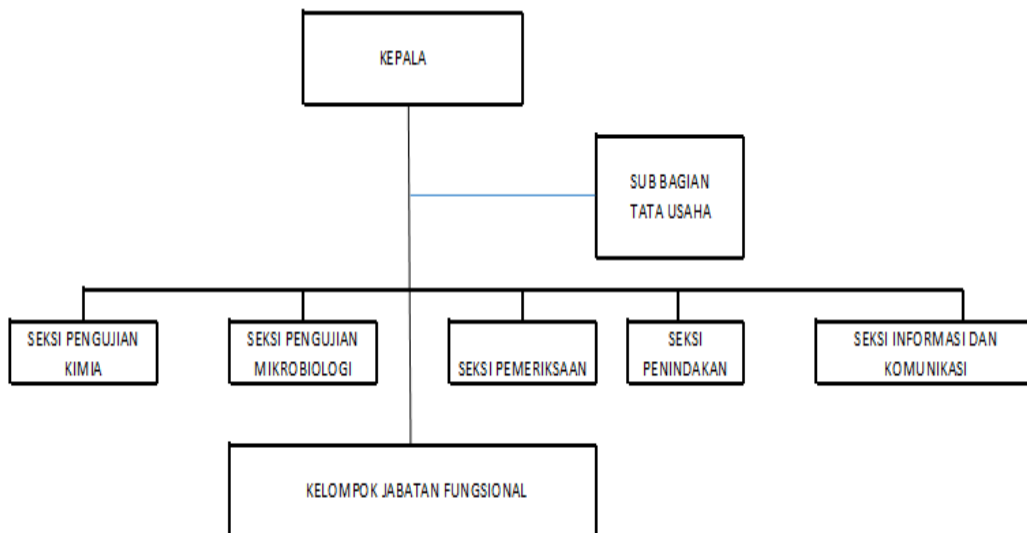 KEPALA
SUB BAGIAN
TATA USAHA
SEKSI PENGUJIAN
KIMIA
SEKSI PENGUJIAN
MIKROBIOLOGI
SEKSI PEMERIKSAAN
SEKSI
PENINDAKAN
SEKSI INFORMASI DAN
KOMUNIKASI
KELOMPOK JABATAN FUNGSIONAL